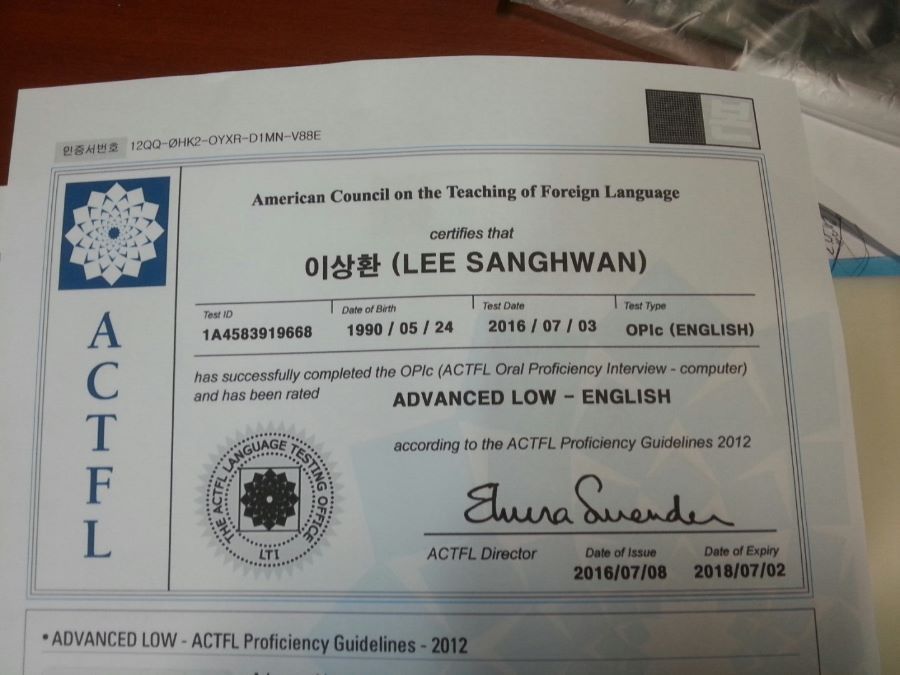 인증서번호 12QQ-ØHK2-OYXR-D1MN-V88E
American Council on the Teaching of Foreign Language
certifies that
이상환 (LEE SANGHWAN)
Test ID Date of Birth Test Date Test Type
1A4583919668 1990 / 05 / 24 2016 / 07 / 03 OPIc (ENGLISH)
has successfully completed the OPIc (ACTFL Oral Proficiency Interview - computer)
and has been rated
ADVANCED LOW – ENGLISH
according to the ACTFL Proficiency Guidelines 2012
ACTFL
THE ACTFL LANGUAGE TESTING OFFICE
LTI
ACTFL Director Date of Issue Date of Expiry
2016/07/08 2018/07/02
• ADVANCED LOW - ACTFL Proficiency Guidelines - 2012